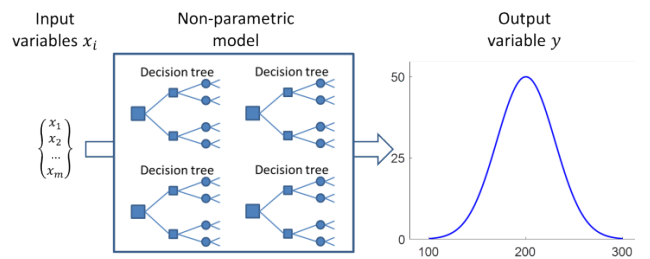 Input
variables xᵢ
Non-parametric
model
Output
variable y
Decision tree
Decision tree
x₁
x₂
...
xₘ
Decision tree
Decision tree
50
25
0
100
200
300